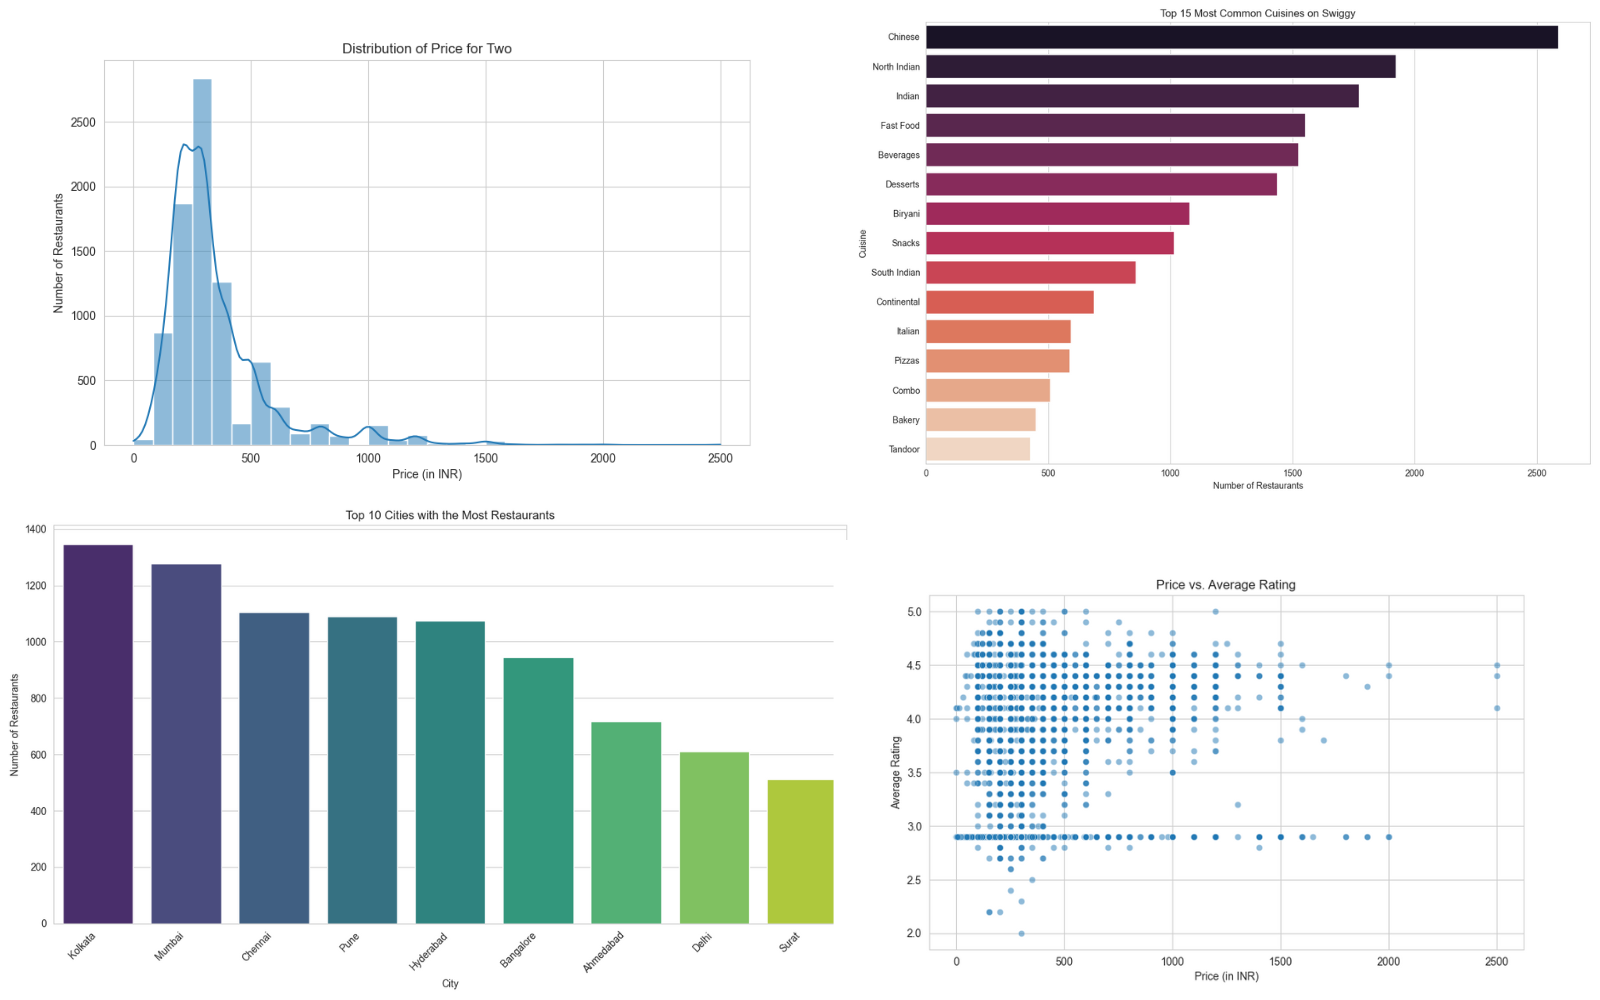 Distribution of Price for Two
Number of Restaurants
2500
2000
1500
1000
500
0
0 500 1000 1500 2000 2500
Price (in INR)
Top 15 Most Common Cuisines on Swiggy
Cuisine
Chinese
North Indian
Indian
Fast Food
Beverages
Desserts
Biryani
Snacks
South Indian
Continental
Italian
Pizzas
Combo
Bakery
Tandoor
0 500 1000 1500 2000 2500
Number of Restaurants
Top 10 Cities with the Most Restaurants
Number of Restaurants
1400
1200
1000
800
600
400
200
0
Kolkata Mumbai Chennai Pune Hyderabad Bangalore Ahmedabad Delhi Surat
City
Price vs. Average Rating
Average Rating
5.0
4.5
4.0
3.5
3.0
2.5
2.0
0 500 1000 1500 2000 2500
Price (in INR)